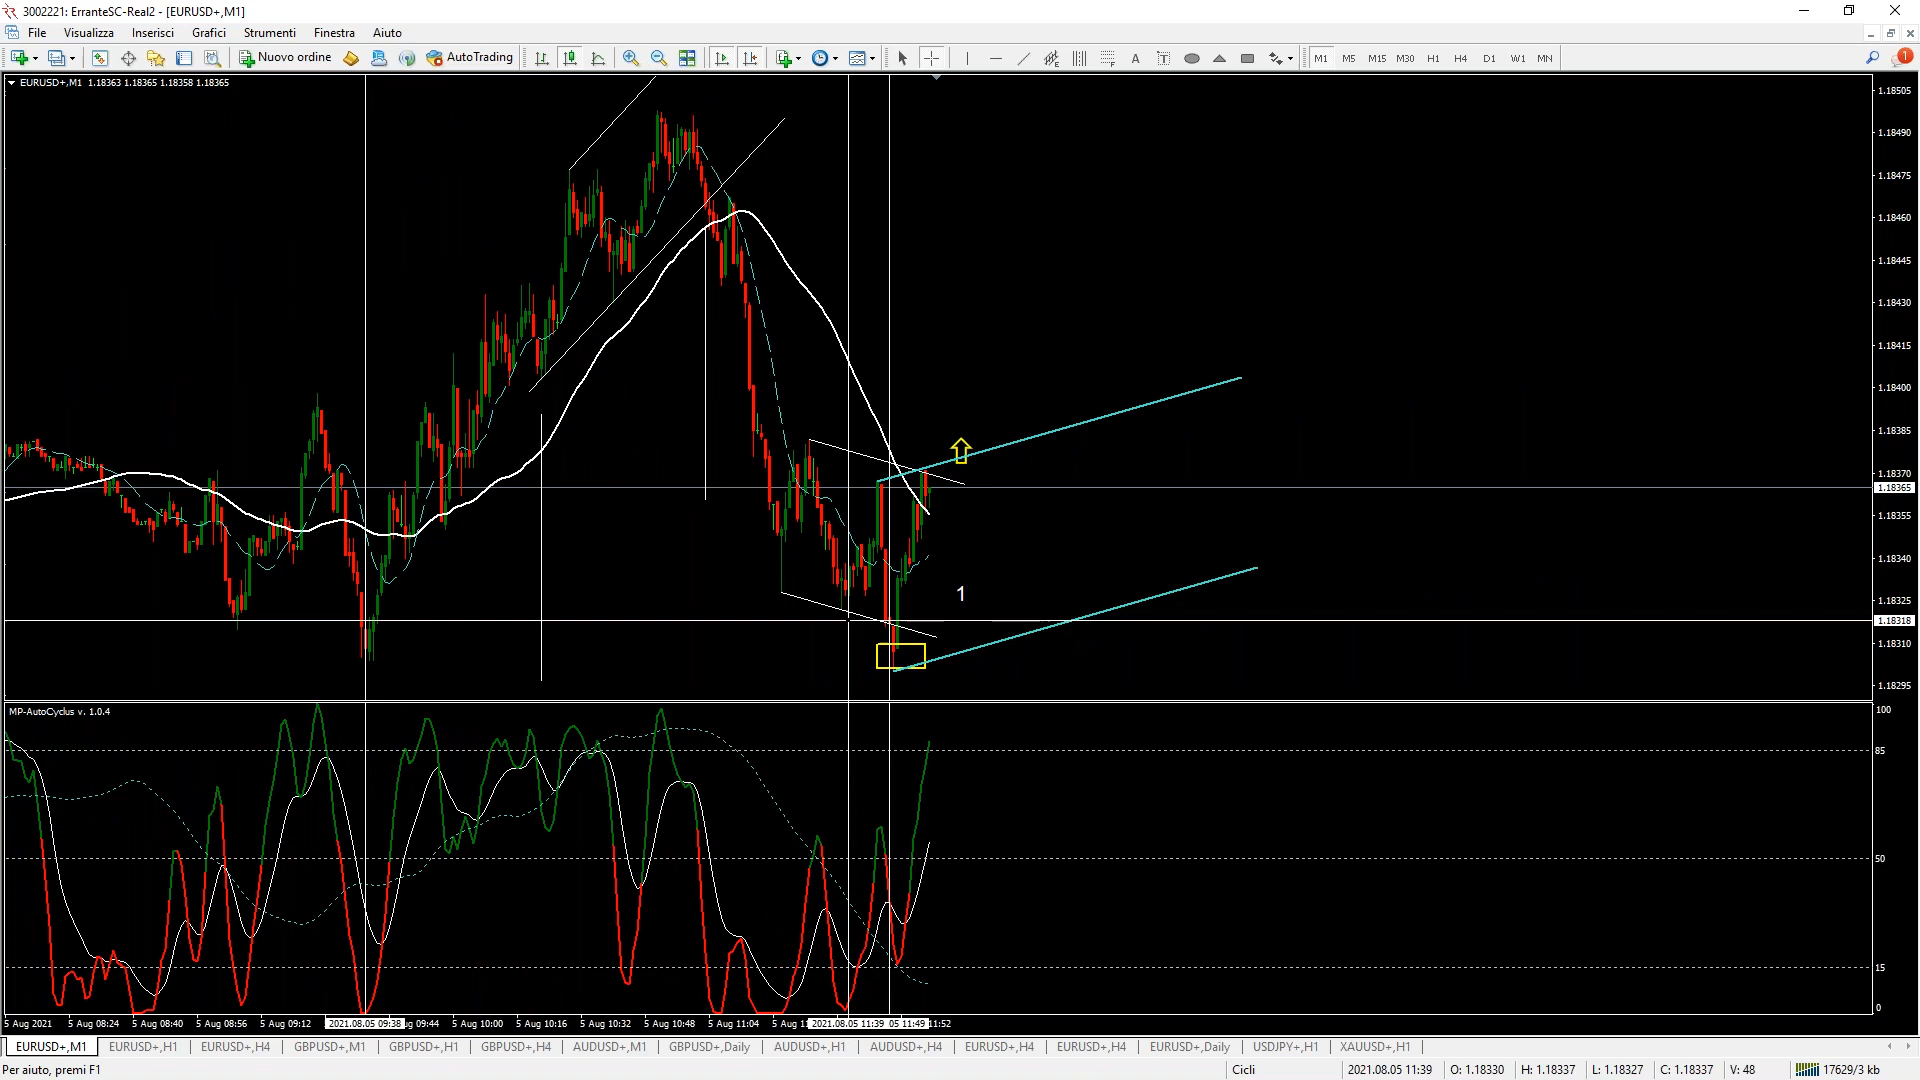 3002221: ErranteSC-Real2 - [EURUSD+,M1]
File Visualizza Inserisci Grafici Strumenti Finestra Aiuto
Nuovo ordine AutoTrading A T M1 M5 M15 M30 H1 H4 D1 W1 MN 1
EURUSD+,M1 1.18363 1.18365 1.18358 1.18365
1.18505
1.18490
1.18475
1.18460
1.18445
1.18430
1.18415
1.18400
1.18385
1.18370
1.18365
1.18355
1.18340
1
1.18325
1.18318
1.18310
1.18295
MP-AutoCyclus v. 1.0.4
100
85
50
15
0
5 Aug 2021 5 Aug 08:24 5 Aug 08:40 5 Aug 08:56 5 Aug 09:12 2021.08.05 09:38 09:44 5 Aug 10:00 5 Aug 10:16 5 Aug 10:32 5 Aug 10:48 5 Aug 11:04 5 Aug 2021.08.05 11:39 05 11:49 11:52
EURUSD+,M1 EURUSD+,H1 EURUSD+,H4 GBPUSD+,M1 GBPUSD+,H1 GBPUSD+,H4 AUDUSD+,M1 GBPUSD+,Daily AUDUSD+,H1 AUDUSD+,H4 EURUSD+,H4 EURUSD+,H4 EURUSD+,Daily USDJPY+,H1 XAUUSD+,H1
Per aiuto, premi F1 Cicli 2021.08.05 11:39 O: 1.18330 H: 1.18337 L: 1.18327 C: 1.18337 V: 48 17629/3 kb